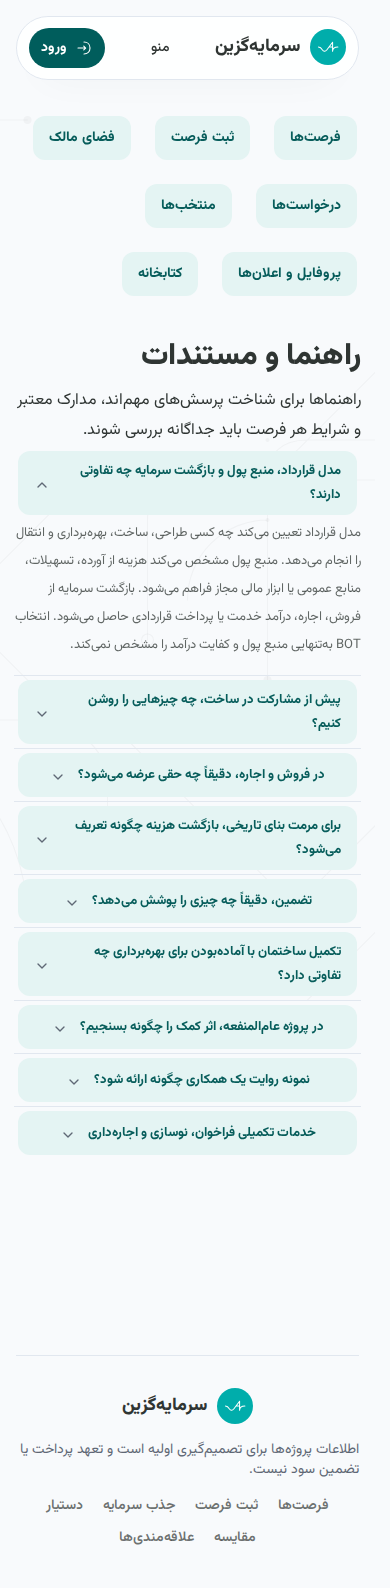 سرمایه‌گزین
منو
ورود
فرصت‌ها
ثبت فرصت
فضای مالک
درخواست‌ها
منتخب‌ها
پروفایل و اعلان‌ها
کتابخانه
راهنما و مستندات
راهنماها برای شناخت پرسش‌های مهم‌اند، مدارک معتبر
و شرایط هر فرصت باید جداگانه بررسی شوند.
مدل قرارداد، منبع پول و بازگشت سرمایه چه تفاوتی
دارند؟
مدل قرارداد تعیین می‌کند چه کسی طراحی، ساخت، بهره‌برداری و انتقال
را انجام می‌دهد. منبع پول مشخص می‌کند هزینه از آورده، تسهیلات،
منابع عمومی یا ابزار مالی مجاز فراهم می‌شود. بازگشت سرمایه از
فروش، اجاره، درآمد خدمت یا پرداخت قراردادی حاصل می‌شود. انتخاب
BOT به‌تنهایی منبع پول و کفایت درآمد را مشخص نمی‌کند.
پیش از مشارکت در ساخت، چه چیزهایی را روشن
کنیم؟
در فروش و اجاره، دقیقاً چه حقی عرضه می‌شود؟
برای مرمت بنای تاریخی، بازگشت هزینه چگونه تعریف
می‌شود؟
تضمین، دقیقاً چه چیزی را پوشش می‌دهد؟
تکمیل ساختمان با آماده‌بودن برای بهره‌برداری چه
تفاوتی دارد؟
در پروژه عام‌المنفعه، اثر کمک را چگونه بسنجیم؟
نمونه روایت یک همکاری چگونه ارائه شود؟
خدمات تکمیلی فراخوان، نوسازی و اجاره‌داری
سرمایه‌گزین
اطلاعات پروژه‌ها برای تصمیم‌گیری اولیه است و تعهد پرداخت یا
تضمین سود نیست.
فرصت‌ها
ثبت فرصت
جذب سرمایه
دستیار
مقایسه
علاقه‌مندی‌ها